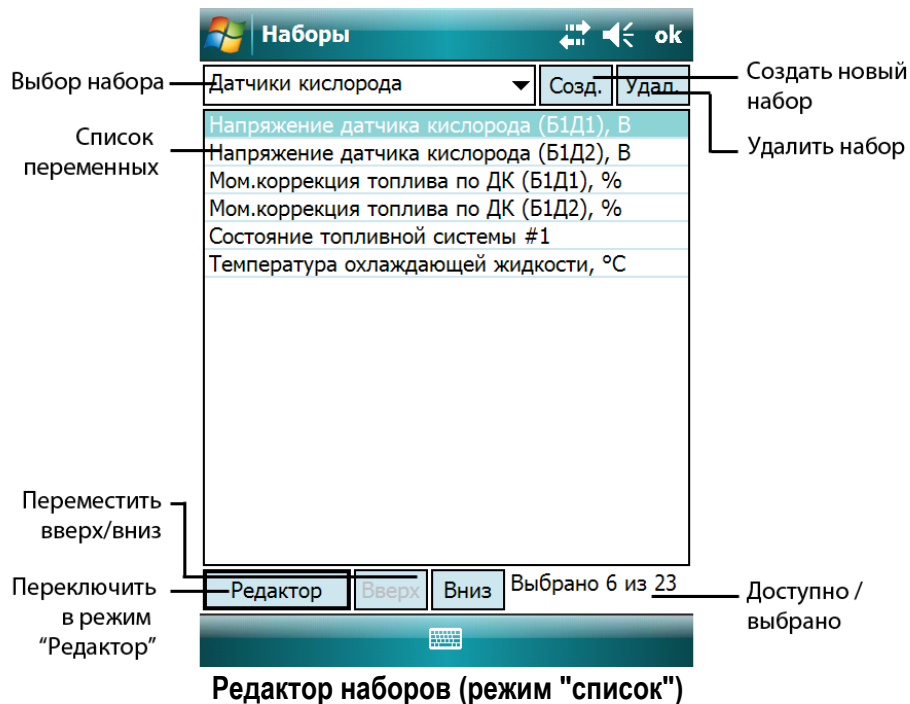 Наборы
ok
Выбор набора
Датчики кислорода
Созд.
Удал.
Создать новый
набор
Удалить набор
Список
переменных
Напряжение датчика кислорода (Б1Д1), В
Напряжение датчика кислорода (Б1Д2), В
Мом.коррекция топлива по ДК (Б1Д1), %
Мом.коррекция топлива по ДК (Б1Д2), %
Состояние топливной системы #1
Температура охлаждающей жидкости, °C
Переместить
вверх/вниз
Переключить
в режим
“Редактор”
Редактор
Вверх
Вниз
Выбрано 6 из 23
Доступно /
выбрано
Редактор наборов (режим "список")